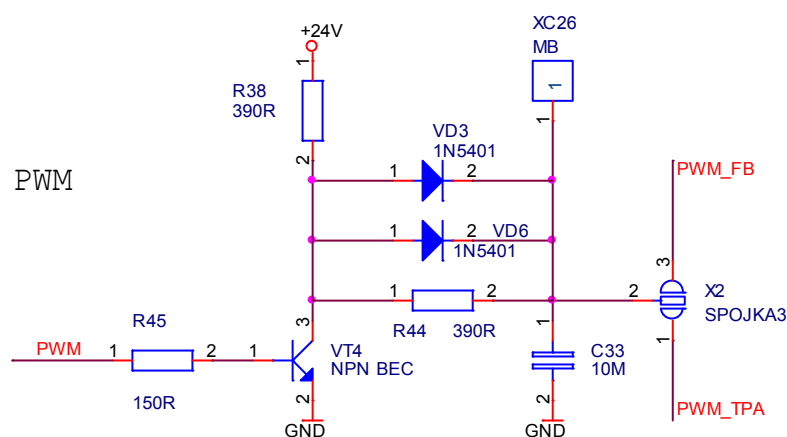 XC26
MB
1
1
+24V
1
R38
390R
2
VD3
1N5401
1
2
PWM
PWM_FB
1
2
VD6
1N5401
3
2
X2
SPOJKA3
1
1
2
R44
390R
3
R45
PWM
1
2
1
150R
VT4
NPN BEC
2
GND
1
C33
10M
2
GND
PWM_TPA